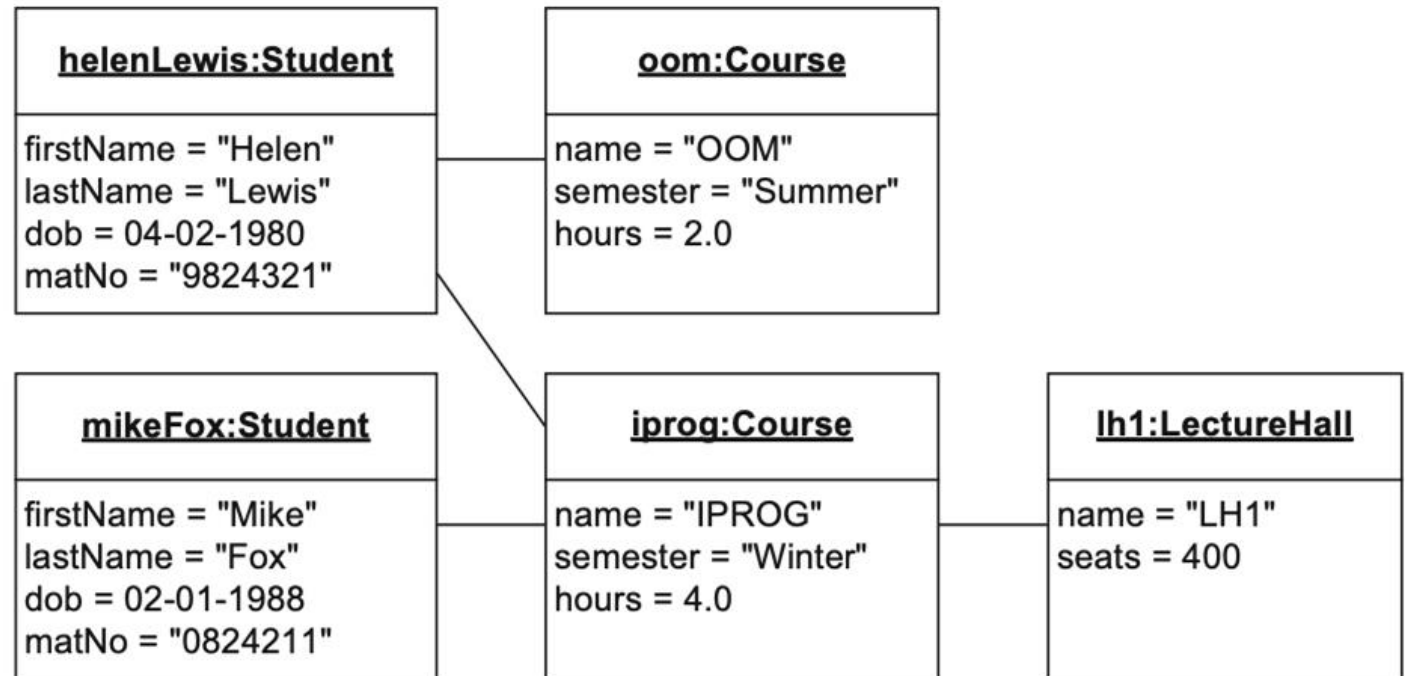 helenLewis:Student
firstName = "Helen"
lastName = "Lewis"
dob = 04-02-1980
matNo = "9824321"
oom:Course
name = "OOM"
semester = "Summer"
hours = 2.0
mikeFox:Student
firstName = "Mike"
lastName = "Fox"
dob = 02-01-1988
matNo = "0824211"
iprog:Course
name = "IPROG"
semester = "Winter"
hours = 4.0
lh1:LectureHall
name = "LH1"
seats = 400